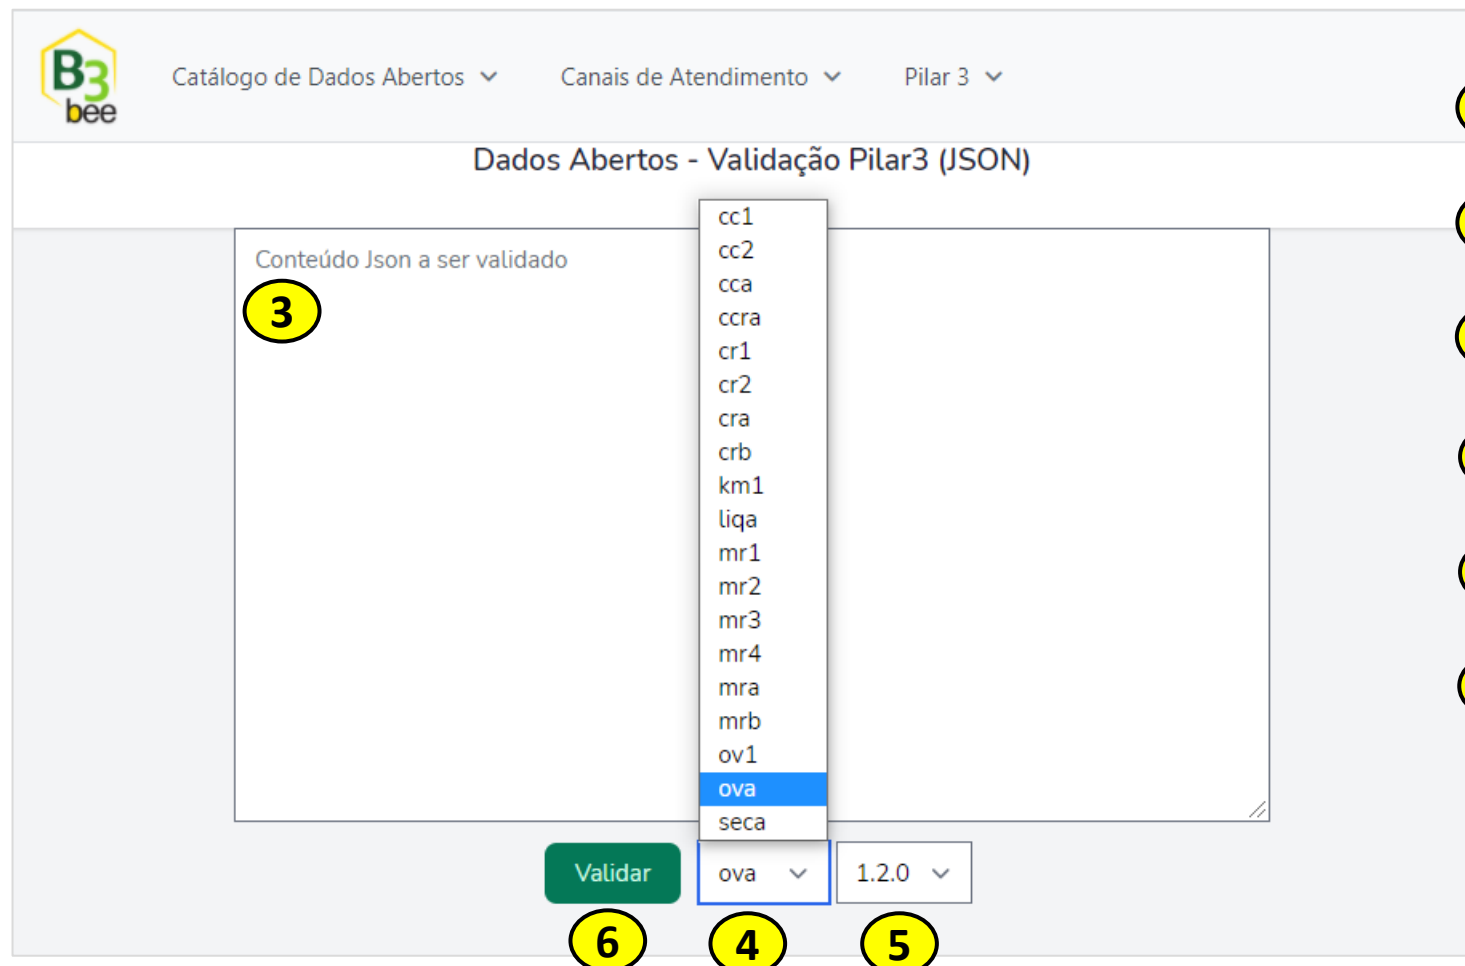 B3
bee
Catálogo de Dados Abertos
Canais de Atendimento
Pilar 3
Dados Abertos - Validação Pilar3 (JSON)
Conteúdo Json a ser validado
3
cc1
cc2
cca
ccra
cr1
cr2
cra
crb
km1
liqa
mr1
mr2
mr3
mr4
mra
mrb
ov1
ova
seca
Validar
ova
1.2.0
6
4
5